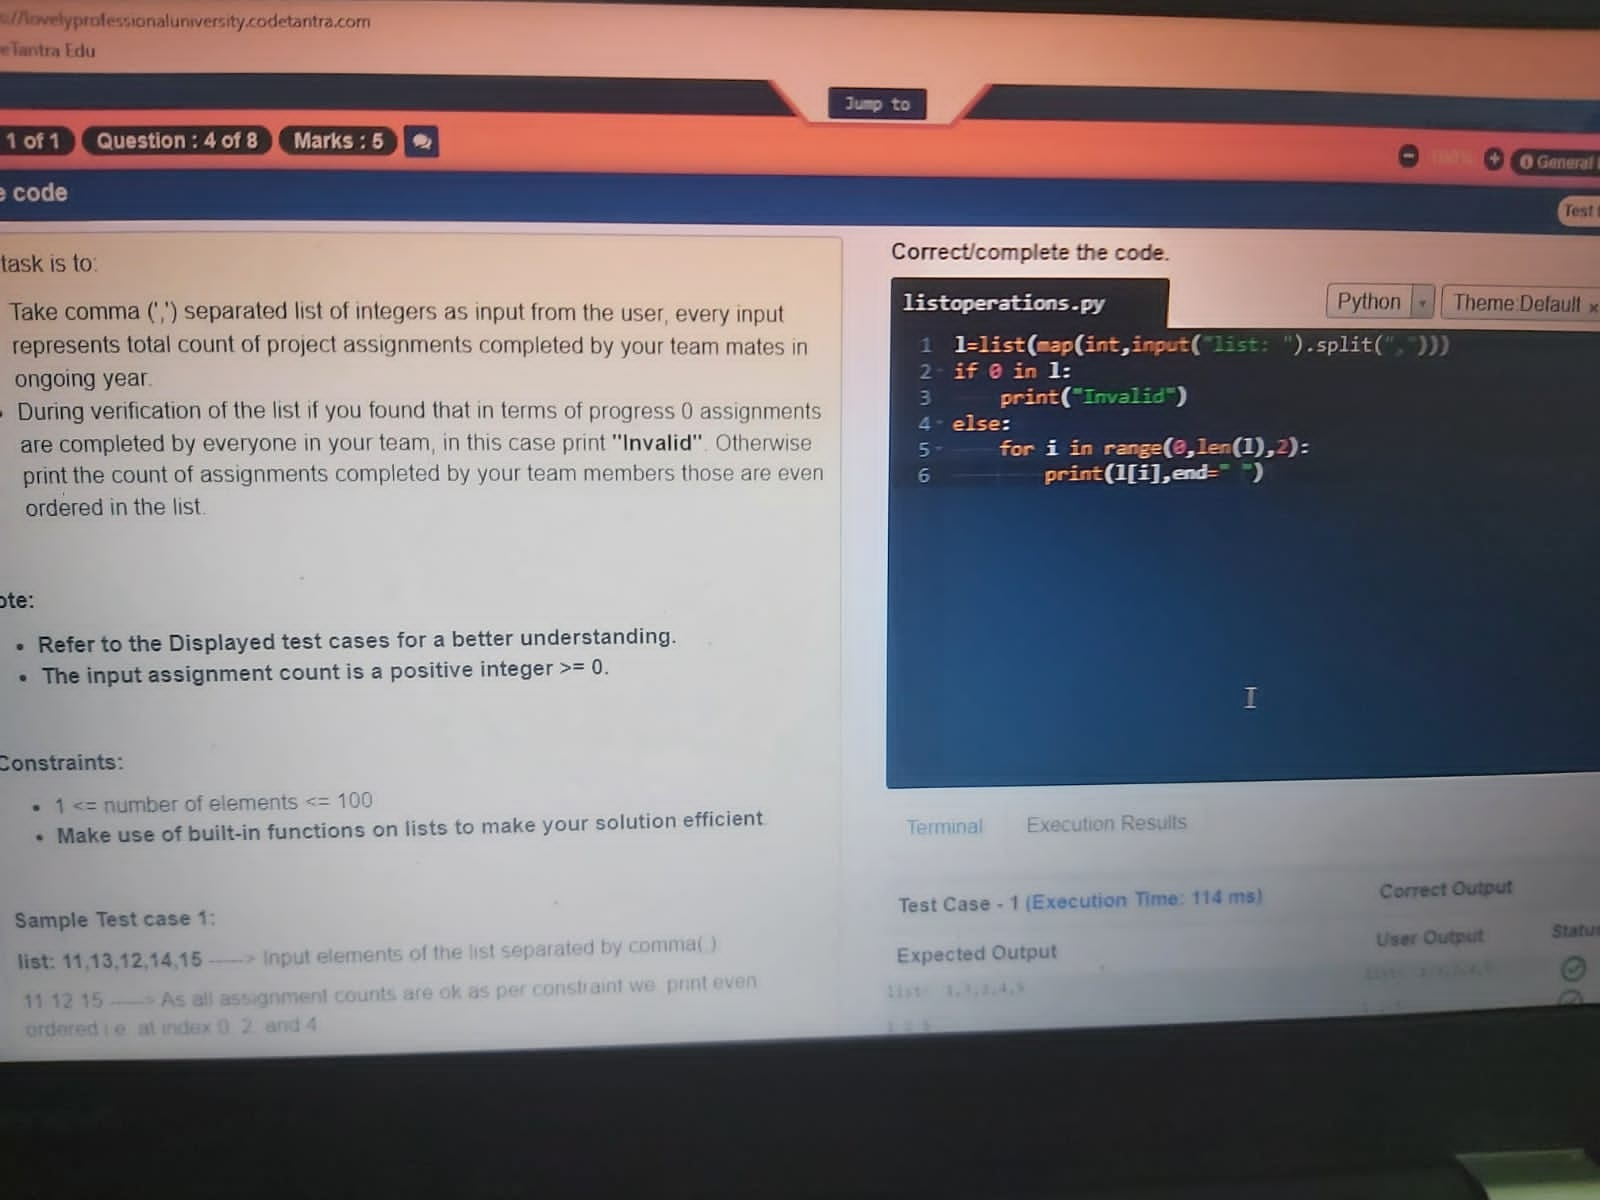 s://lovelyprofessionaluniversity.codetantra.com
eTantra Edu
Jump to
1 of 1 Question : 4 of 8 Marks : 5
General
e code
Test
task is to:
Take comma (',') separated list of integers as input from the user, every input
represents total count of project assignments completed by your team mates in
ongoing year.
During verification of the list if you found that in terms of progress 0 assignments
are completed by everyone in your team, in this case print "Invalid". Otherwise
print the count of assignments completed by your team members those are even
ordered in the list.
ote:
• Refer to the Displayed test cases for a better understanding.
• The input assignment count is a positive integer >= 0.
Constraints:
• 1 <= number of elements <= 100
• Make use of built-in functions on lists to make your solution efficient
Sample Test case 1:
list: 11,13,12,14,15 -----> Input elements of the list separated by comma(,)
11 12 15 -----> As all assignment counts are ok as per constraint we print even
ordered i.e. at index 0, 2, and 4
Correct/complete the code.
listoperations.py
Python
Theme:Default
1 l=list(map(int,input("list: ").split(",")))
2 if 0 in l:
3 print("Invalid")
4 else:
5 for i in range(0,len(l),2):
6 print(l[i],end=" ")
Terminal Execution Results
Test Case - 1 (Execution Time: 114 ms)
Correct Output
Expected Output
User Output
Status